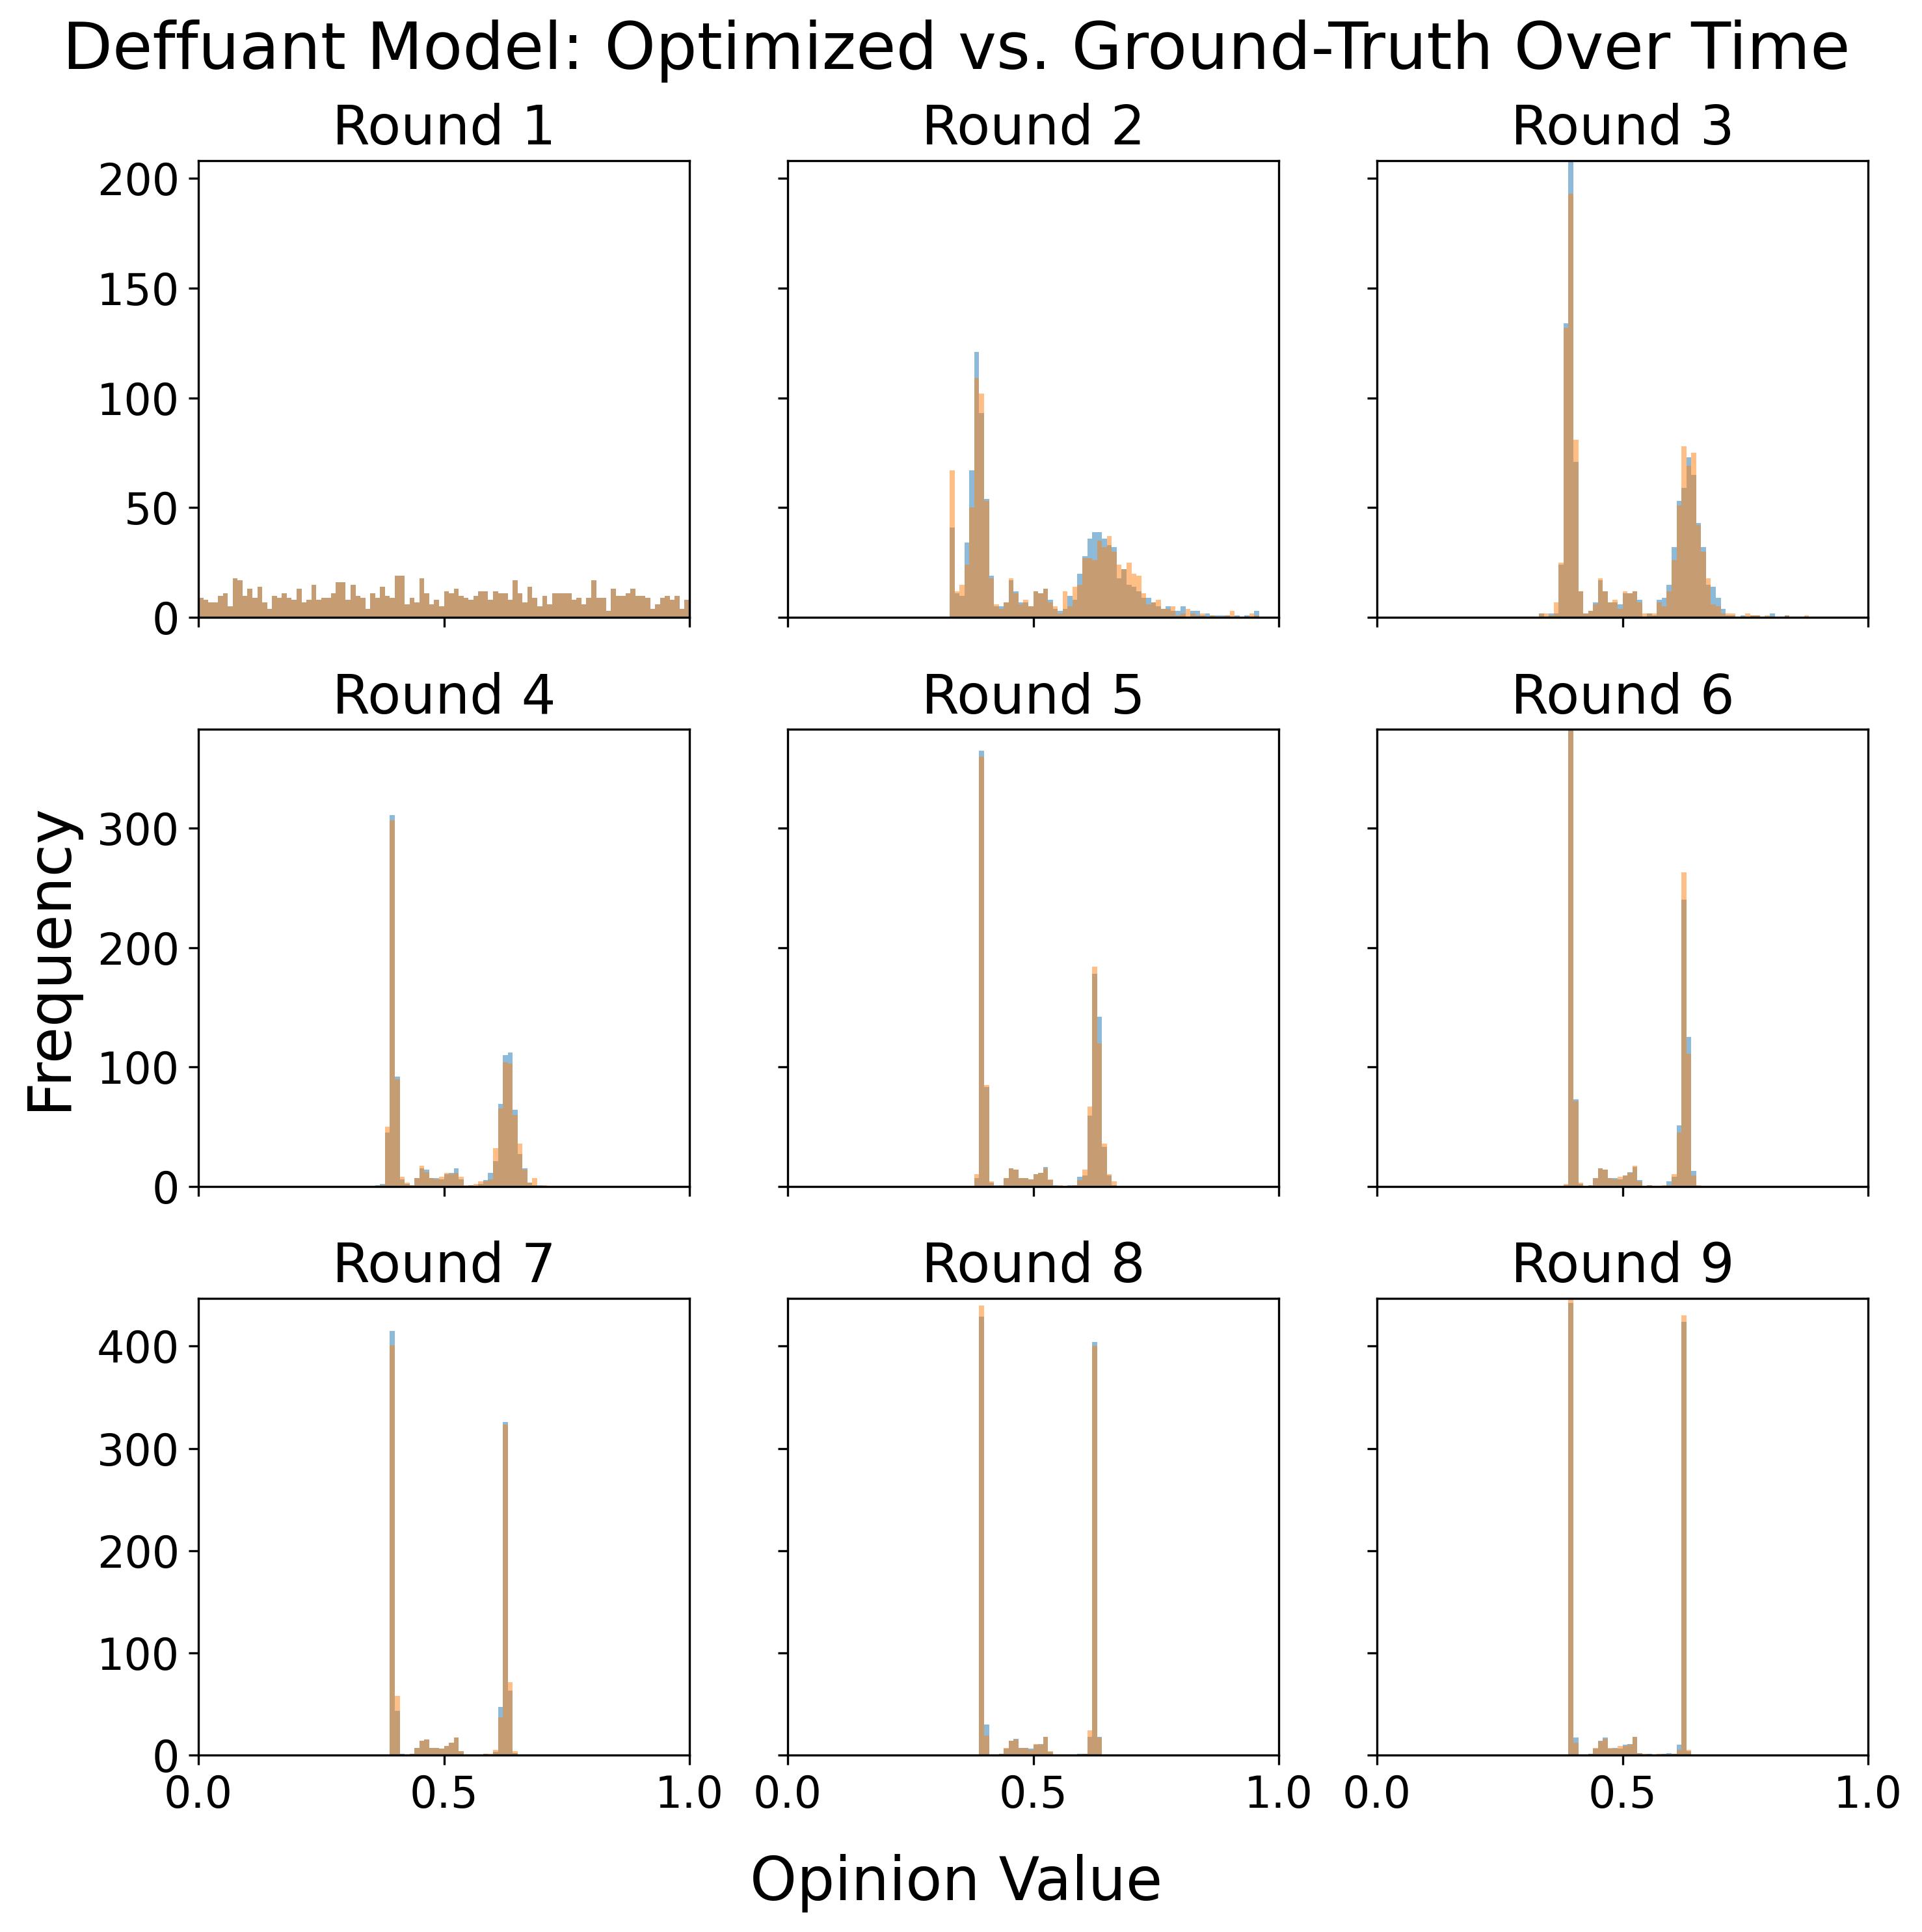 Deffuant Model: Optimized vs. Ground-Truth Over Time
Round 1
Round 2
Round 3
200
150
100
50
0
Round 4
Round 5
Round 6
Frequency
300
200
100
0
Round 7
Round 8
Round 9
400
300
200
100
0
0.0 0.5 1.0 0.0 0.5 1.0 0.0 0.5 1.0
Opinion Value